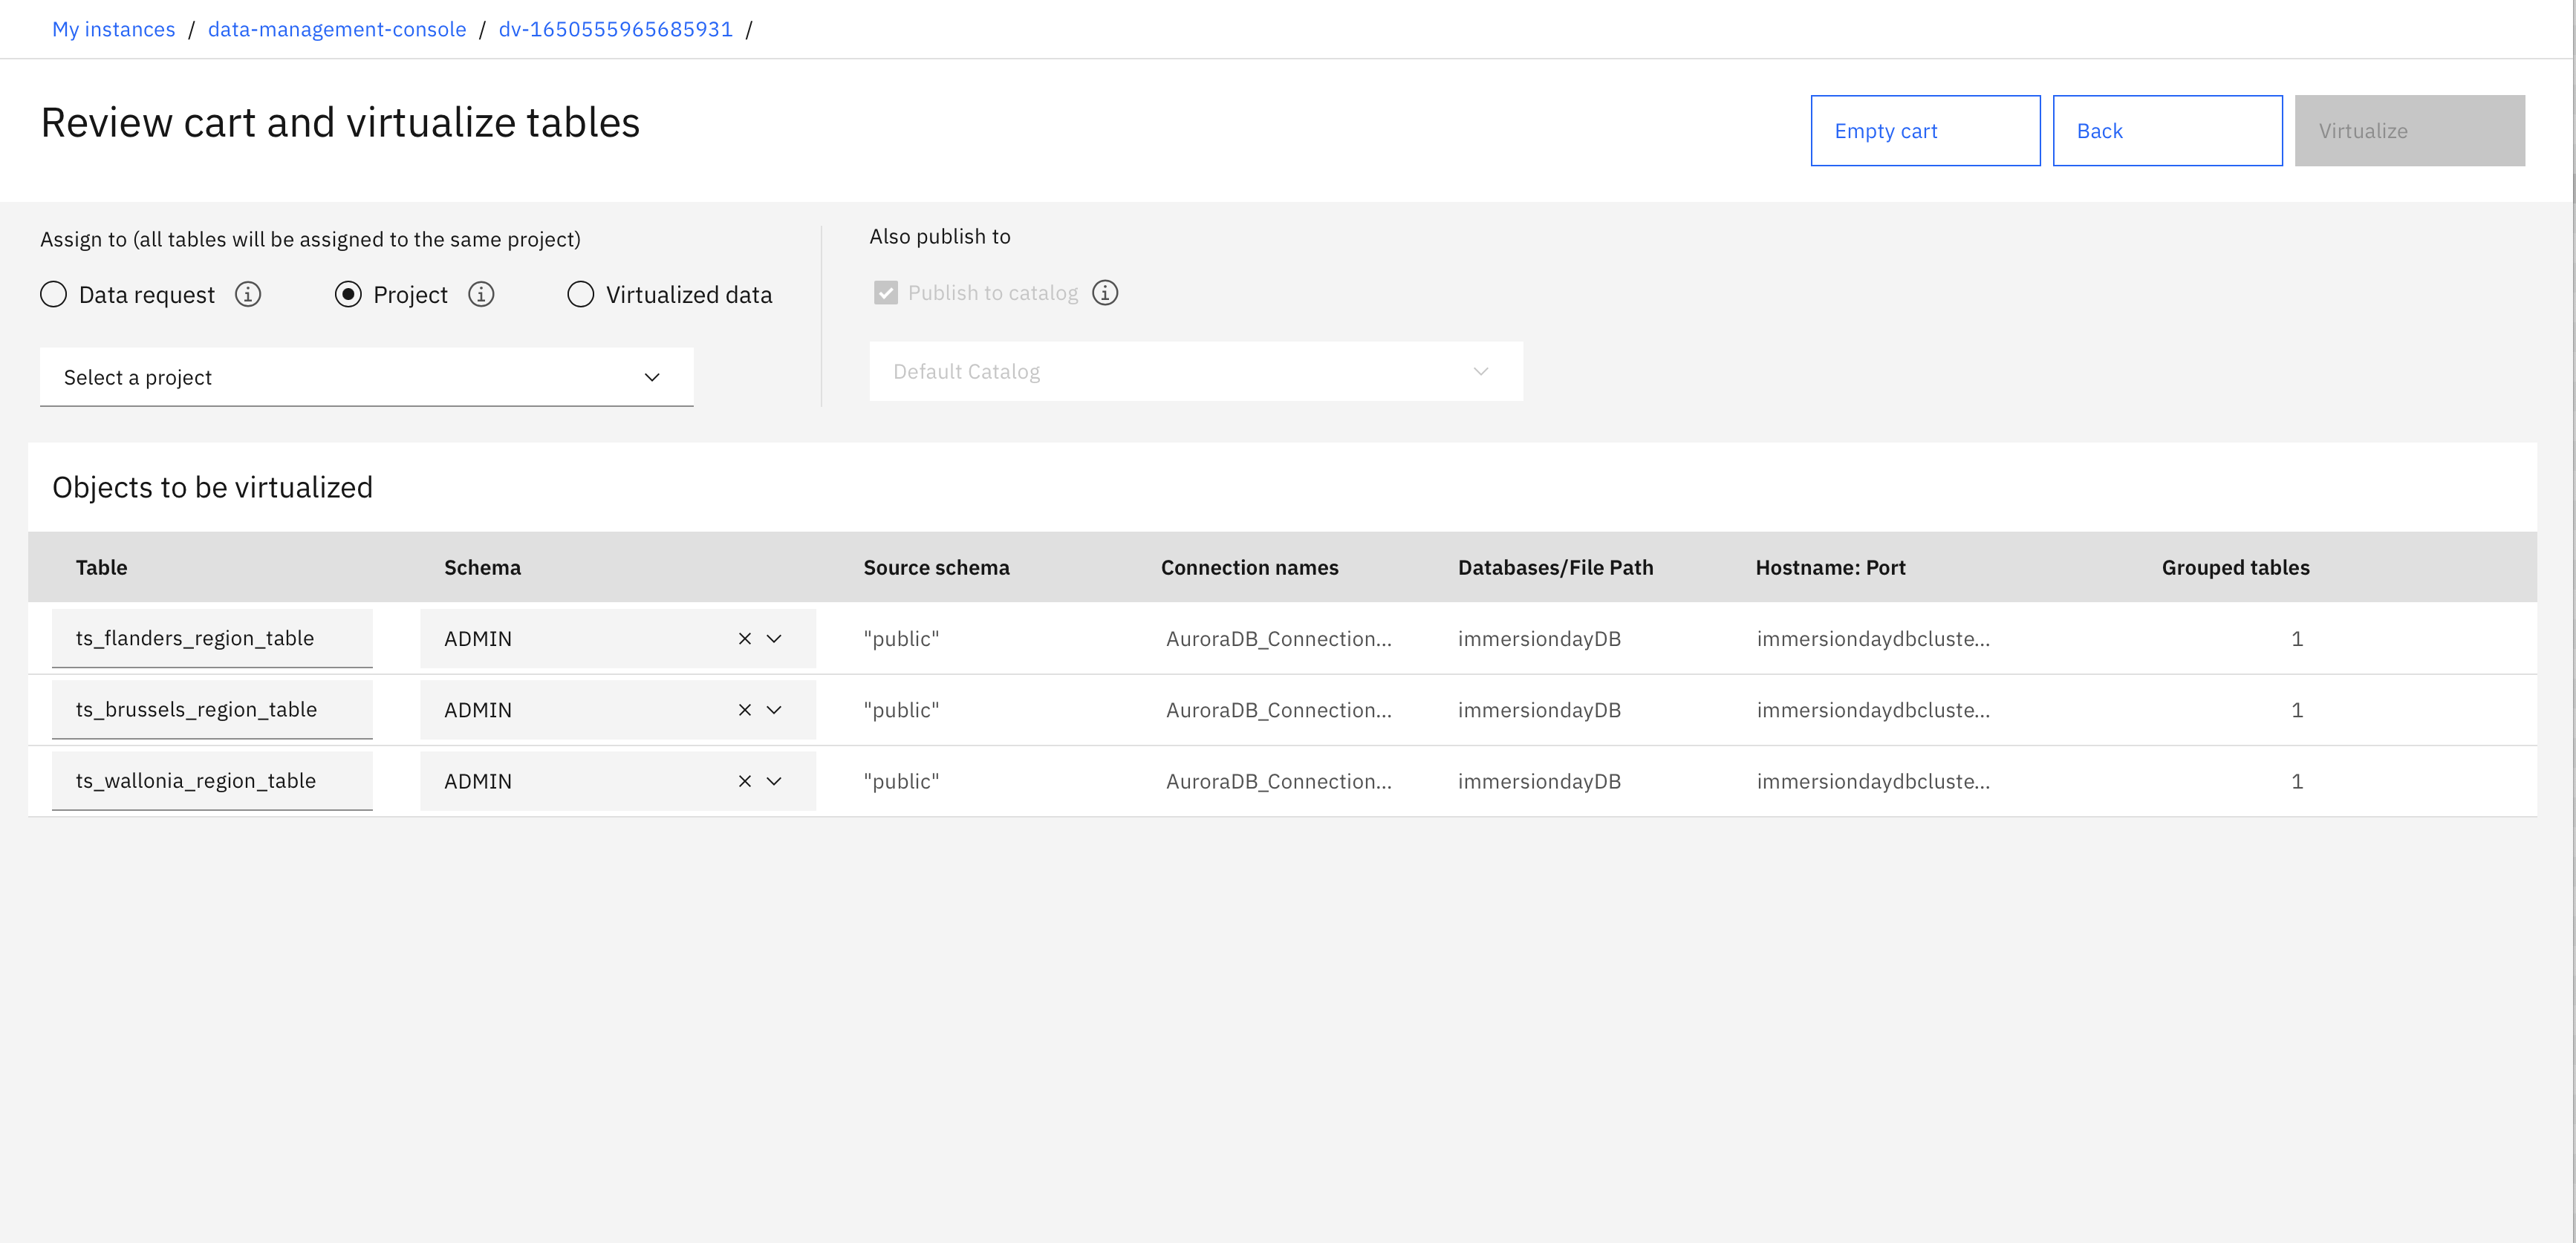 My instances / data-management-console / dv-1650555965685931 /
Review cart and virtualize tables
Empty cart
Back
Virtualize
Assign to (all tables will be assigned to the same project)
Data request
Project
Virtualized data
Select a project
Also publish to
Publish to catalog
Default Catalog
Objects to be virtualized
Table Schema Source schema Connection names Databases/File Path Hostname: Port Grouped tables
ts_flanders_region_table ADMIN "public" AuroraDB_Connection... immersiondayDB immersiondaydbcluste... 1
ts_brussels_region_table ADMIN "public" AuroraDB_Connection... immersiondayDB immersiondaydbcluste... 1
ts_wallonia_region_table ADMIN "public" AuroraDB_Connection... immersiondayDB immersiondaydbcluste... 1